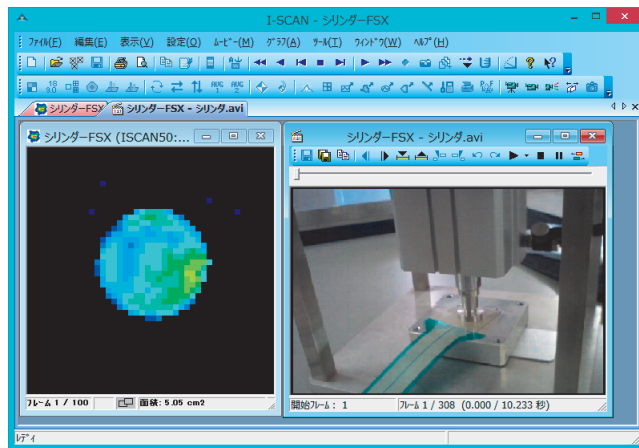 I-SCAN - シリンダーFSX
ﾌｧｲﾙ(F) 編集(E) 表示(V) 設定(O) ﾑｰﾋﾞｰ(M) ｸﾞﾗﾌ(A) ﾂｰﾙ(T) ｳｨﾝﾄﾞｳ(W) ﾍﾙﾌﾟ(H)
シリンダーFSX シリンダーFSX - シリンダ.avi
シリンダーFSX (ISCAN50:...
シリンダーFSX - シリンダ.avi
ﾌﾚｰﾑ 1 / 100 面積: 5.05 cm2
開始ﾌﾚｰﾑ : 1 ﾌﾚｰﾑ 1 / 308 (0.000 / 10.233 秒)
ﾚﾃﾞｨ